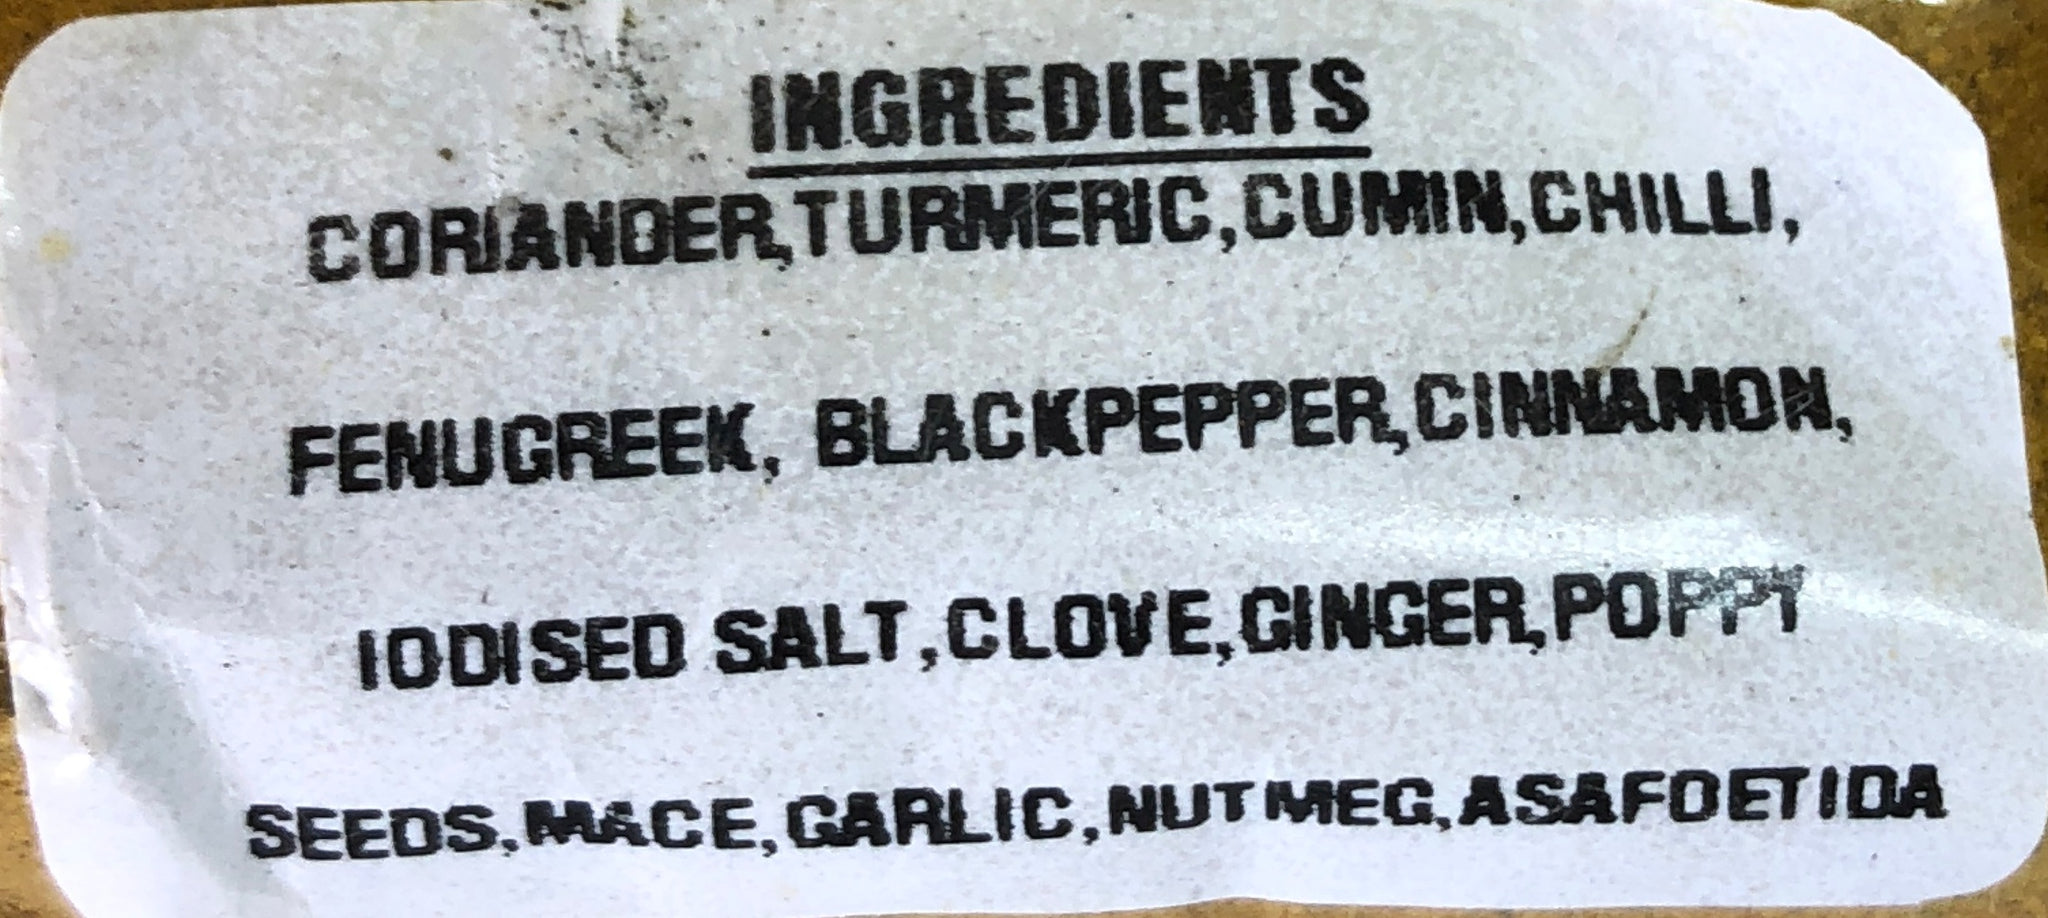 INGREDIENTS
CORIANDER,TURMERIC,CUMIN,CHILLI,
FENUGREEK, BLACKPEPPER,CINNAMON,
IODISED SALT,CLOVE,GINGER,POPPY
SEEDS,MACE,GARLIC,NUTMEG,ASAFOETIDA